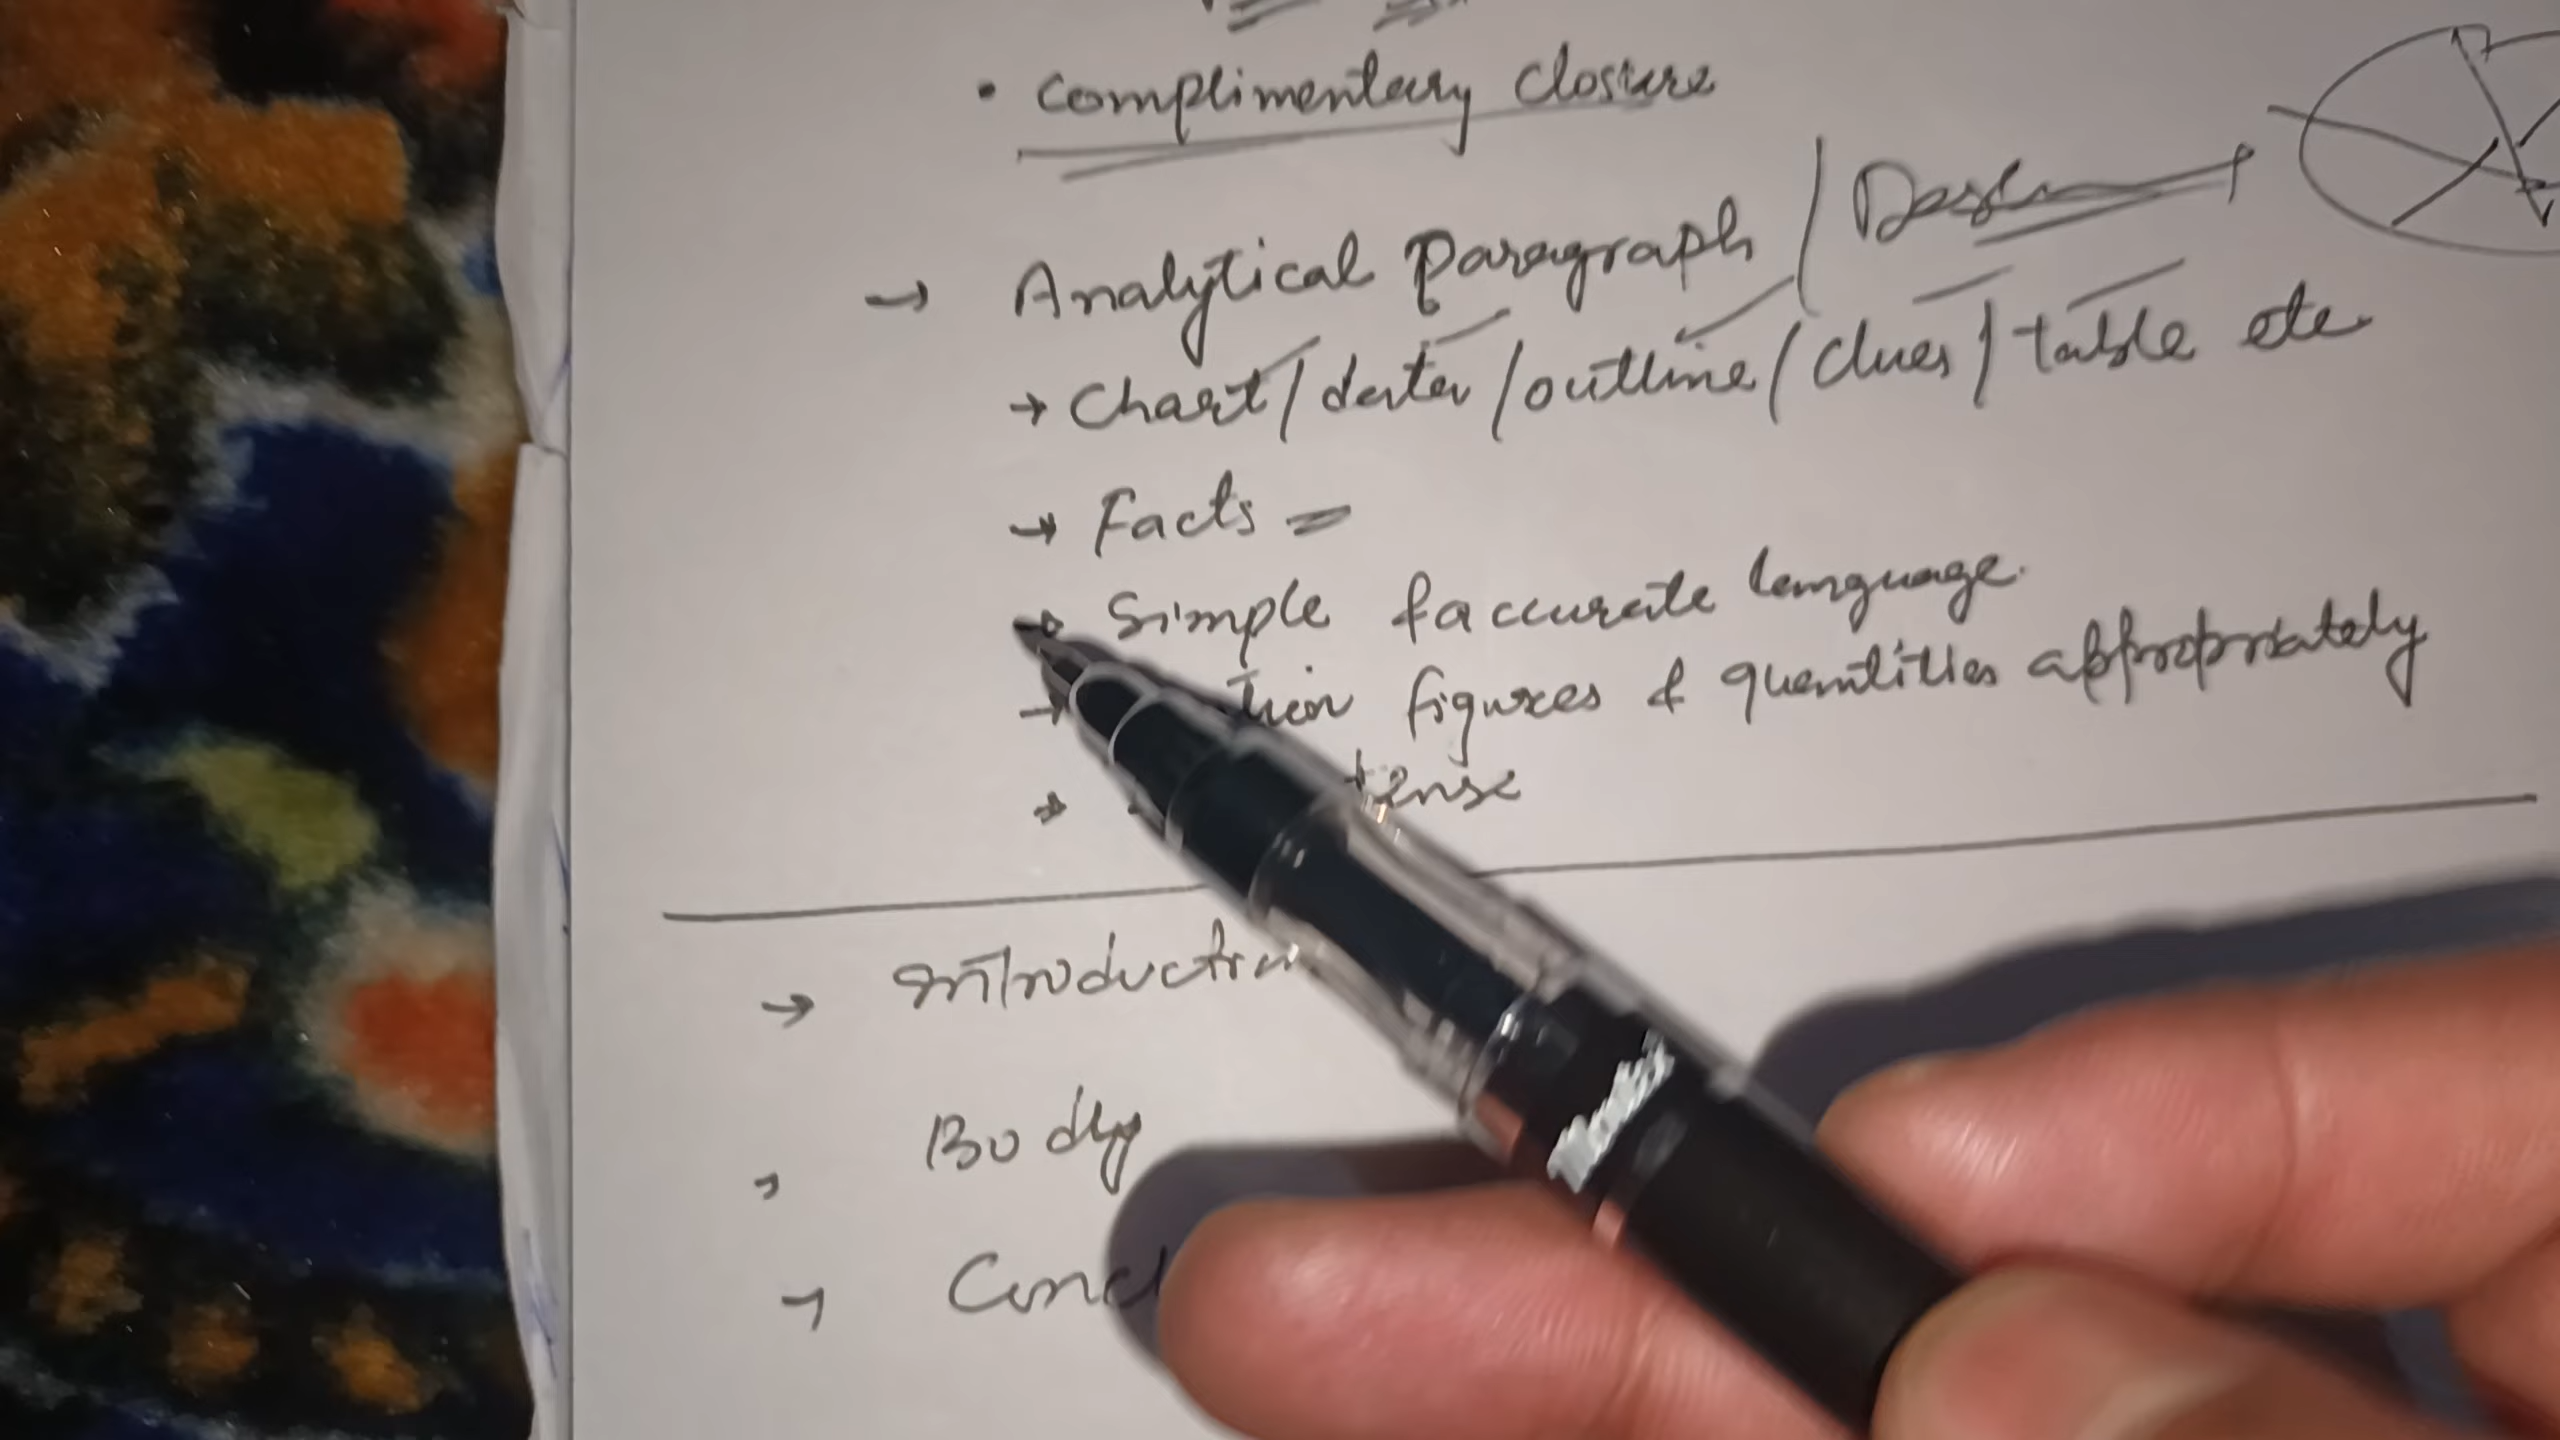 • Complimentary Closure
→ Analytical Paragraph /
→ Chart / data / outline / clues / table etc
→ Facts =
→ Simple & accurate language.
→ figures & quantities appropriately
→ tense
→ Introduction
→ Body
→